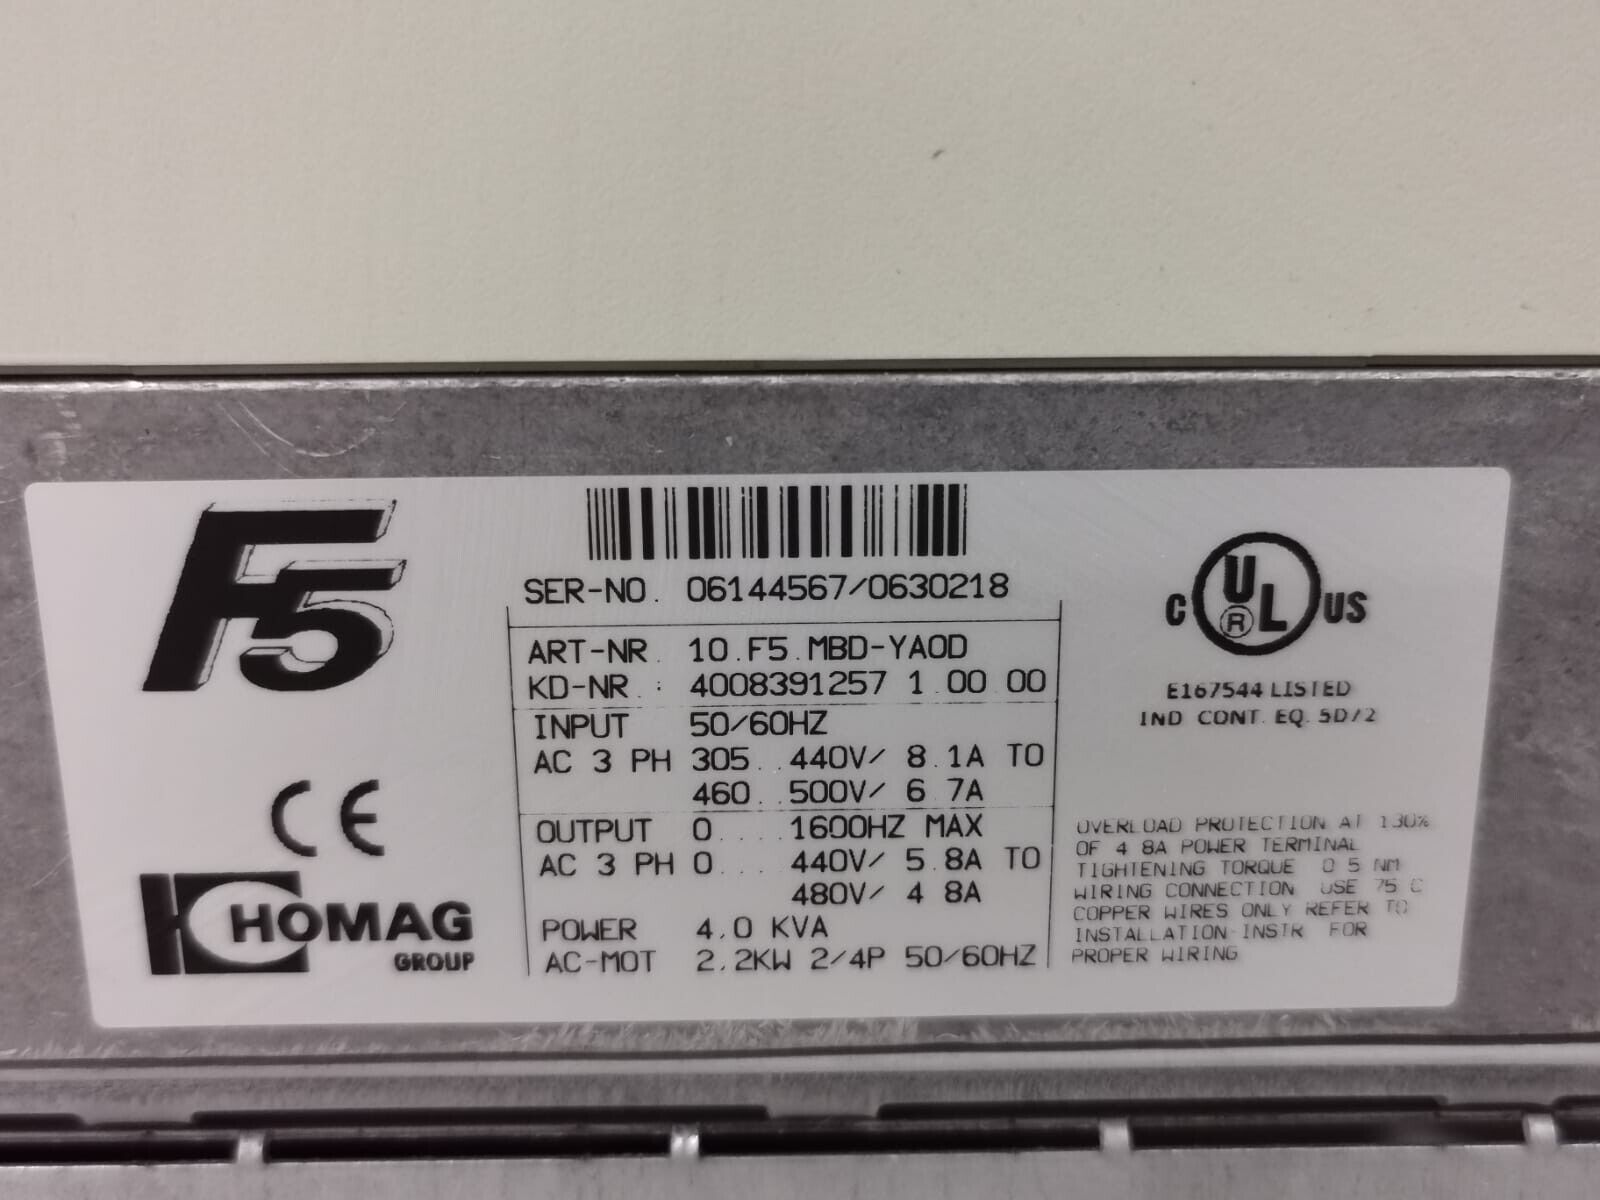 F5
SER-NO. 06144567/0630218
ART-NR. 10.F5.MBD-YA0D
KD-NR.: 4008391257 1.00 00
INPUT 50/60HZ
AC 3 PH 305..440V/ 8.1A TO
460..500V/ 6.7A
OUTPUT 0....1600HZ MAX
AC 3 PH 0....440V/ 5.8A TO
480V/ 4.8A
POWER 4.0 KVA
AC-MOT 2.2KW 2/4P 50/60HZ
CE
HOMAG
GROUP
C UL® US
E167544 LISTED
IND. CONT. EQ. 5D/2
OVERLOAD PROTECTION AT 130%
OF 4.8A POWER TERMINAL
TIGHTENING TORQUE 0.5 NM
WIRING CONNECTION USE 75 C
COPPER WIRES ONLY REFER TO
INSTALLATION-INSTR. FOR
PROPER WIRING